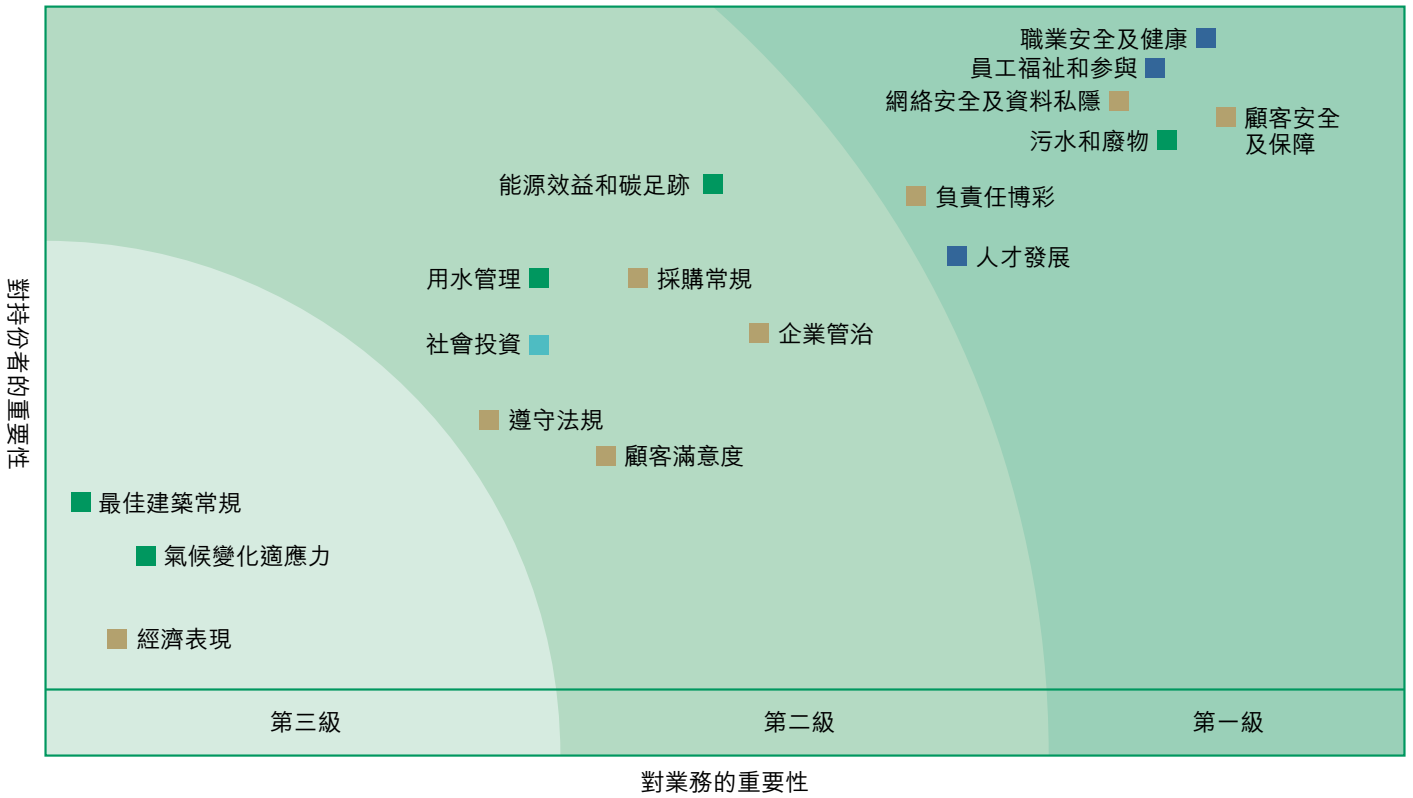 職業安全及健康
員工福祉和參與
網絡安全及資料私隱
顧客安全
及保障
污水和廢物
能源效益和碳足跡
負責任博彩
人才發展
用水管理
採購常規
社會投資
企業管治
遵守法規
顧客滿意度
最佳建築常規
氣候變化適應力
經濟表現
對持份者的重要性
第三級
第二級
第一級
對業務的重要性